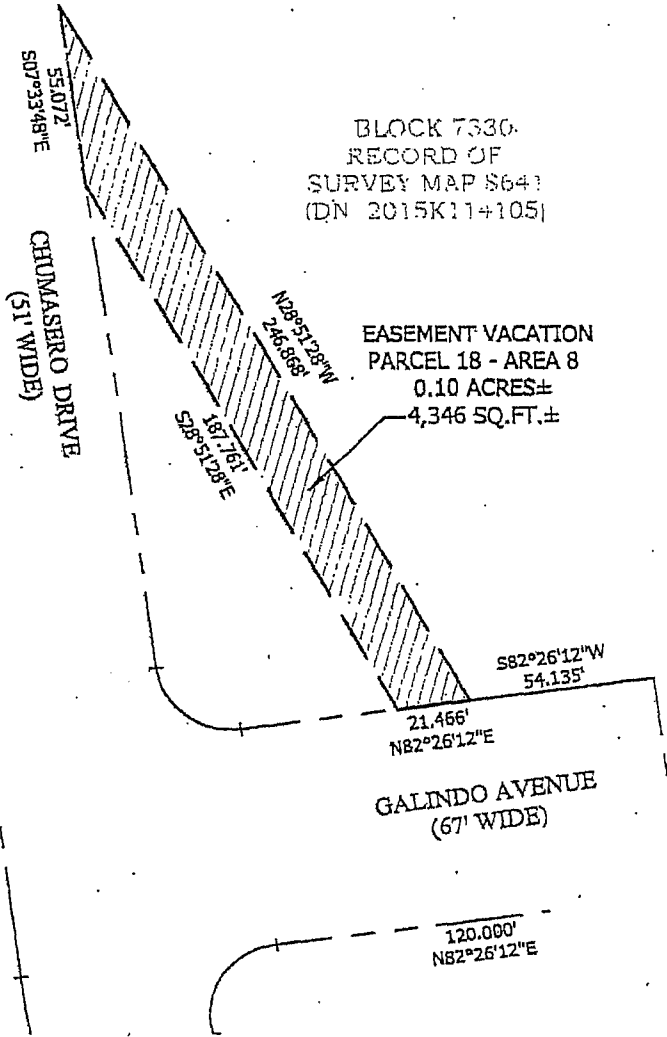 55.072'
S07°33'48"E
BLOCK 7330
RECORD OF
SURVEY MAP 8641
(DN 2015K114105)
CHUMASERO DRIVE
(51' WIDE)
N28°51'28"W
246.868'
187.761'
S28°51'28"E
EASEMENT VACATION
PARCEL 18 - AREA 8
0.10 ACRES±
4,346 SQ.FT.±
S82°26'12"W
54.135'
21.466'
N82°26'12"E
GALINDO AVENUE
(67' WIDE)
120.000'
N82°26'12"E